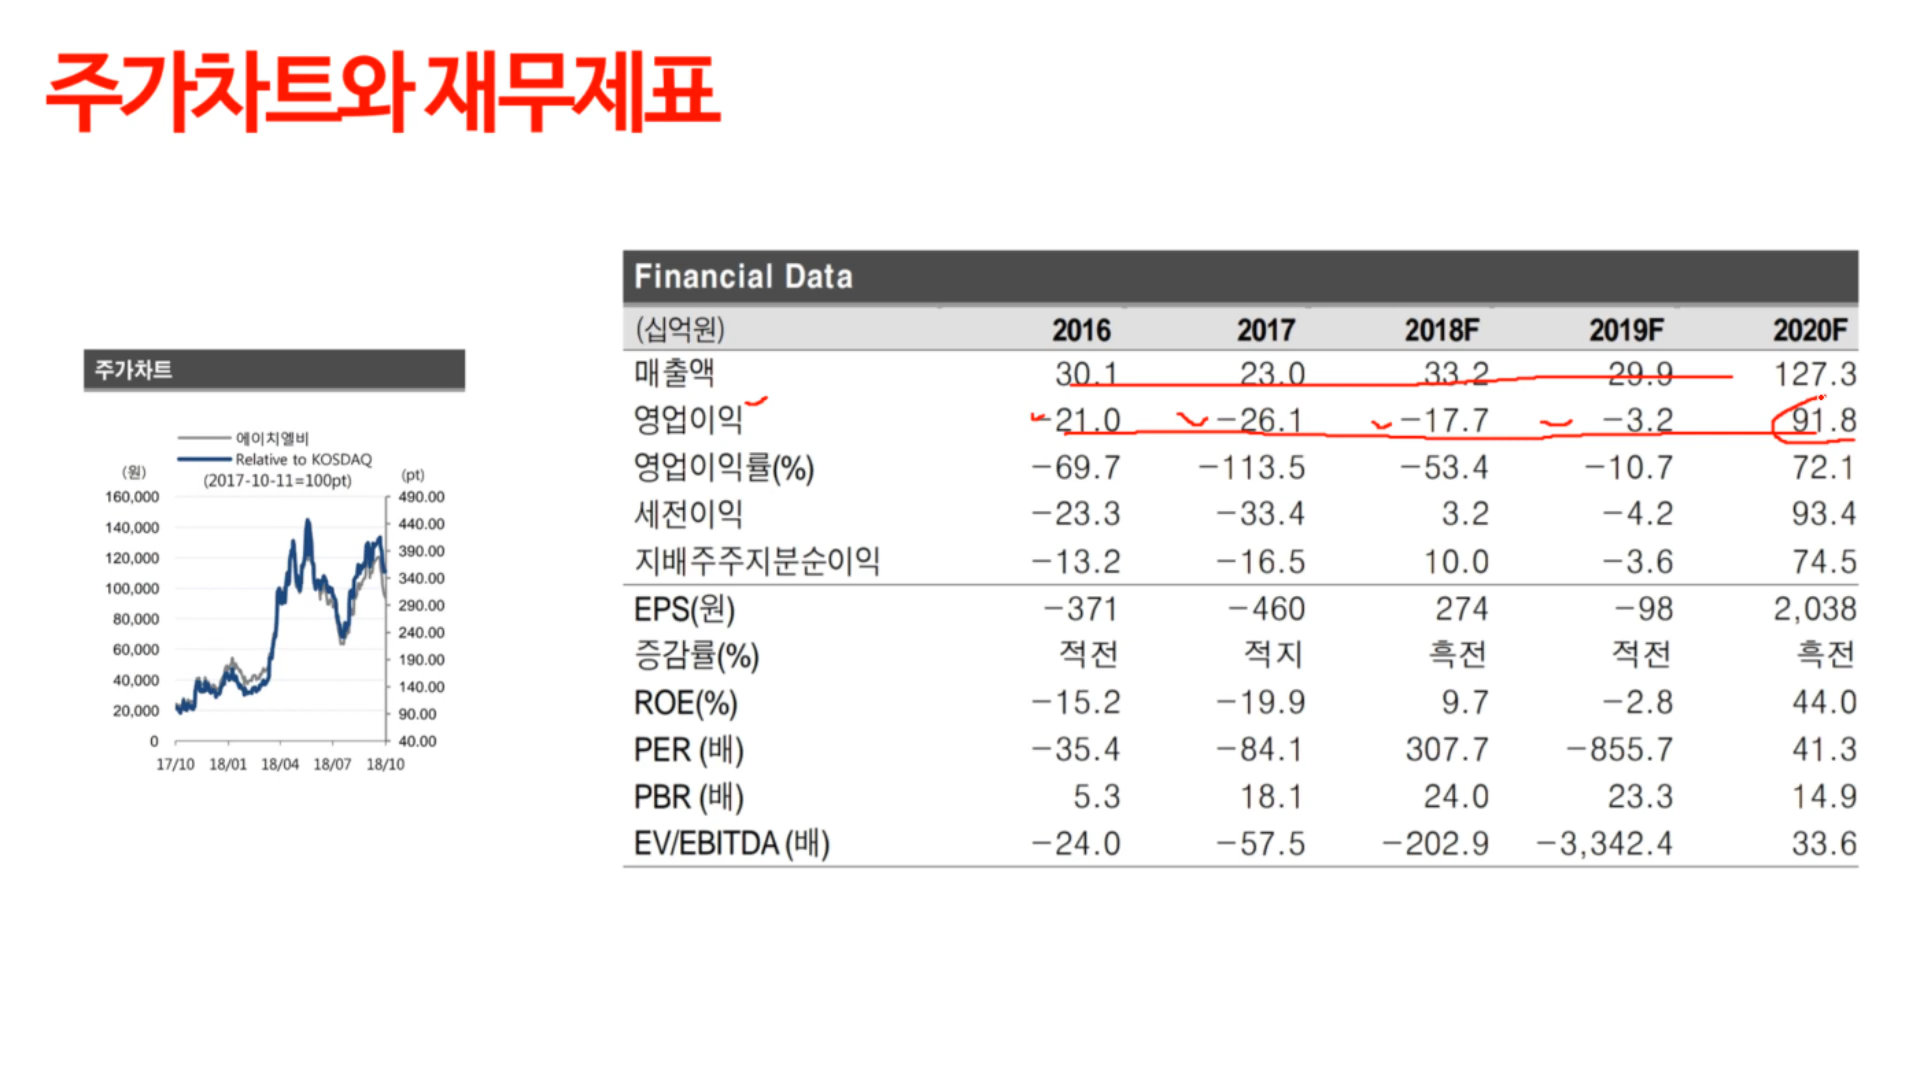 주가차트와 재무제표
주가차트
에이치엘비
Relative to KOSDAQ
(원) (2017-10-11=100pt) (pt)
160,000 490.00
140,000 440.00
120,000 390.00
100,000 340.00
80,000 290.00
60,000 240.00
40,000 190.00
20,000 140.00
0 90.00
40.00
17/10 18/01 18/04 18/07 18/10
Financial Data
(십억원) 2016 2017 2018F 2019F 2020F
매출액 30.1 23.0 33.2 29.9 127.3
영업이익 -21.0 -26.1 -17.7 -3.2 91.8
영업이익률(%) -69.7 -113.5 -53.4 -10.7 72.1
세전이익 -23.3 -33.4 3.2 -4.2 93.4
지배주주지분순이익 -13.2 -16.5 10.0 -3.6 74.5
EPS(원) -371 -460 274 -98 2,038
증감률(%) 적전 적지 흑전 적전 흑전
ROE(%) -15.2 -19.9 9.7 -2.8 44.0
PER (배) -35.4 -84.1 307.7 -855.7 41.3
PBR (배) 5.3 18.1 24.0 23.3 14.9
EV/EBITDA (배) -24.0 -57.5 -202.9 -3,342.4 33.6